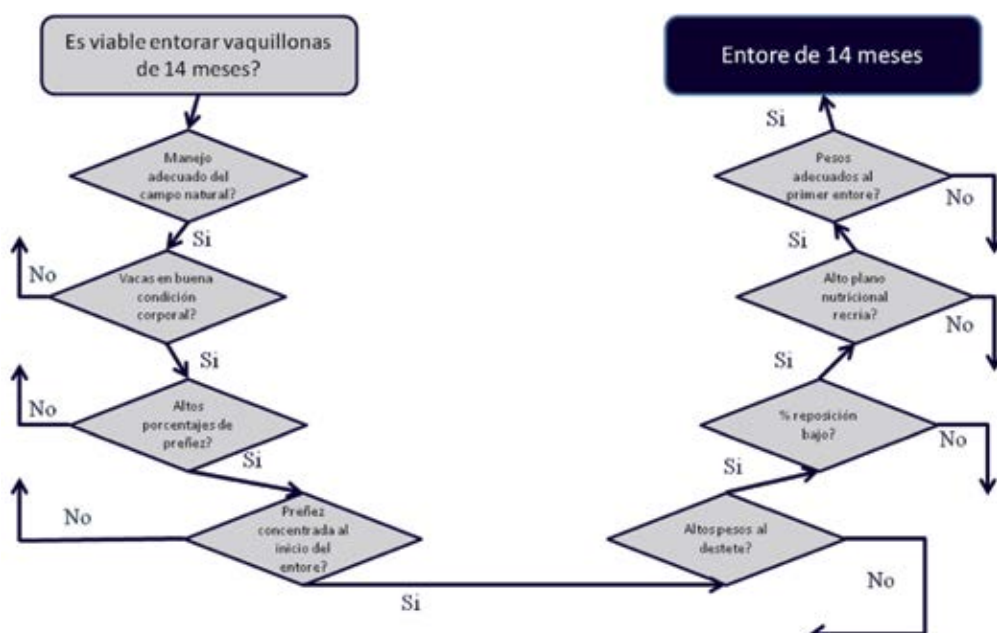 Es viable entorar vaquillonas
de 14 meses?
Manejo
adecuado del
campo natural?
Si
Vacas en buena
condición
corporal?
No
Si
Altos
porcentajes de
preñez?
No
Si
Preñez
concentrada al
inicio del
entore?
No
Si
Altos pesos al
destete?
No
Si
% reposición
bajo?
No
Si
Alto plano
nutricional
recria?
No
Si
Pesos
adecuados al
primer entore?
No
Si
Entore de 14 meses